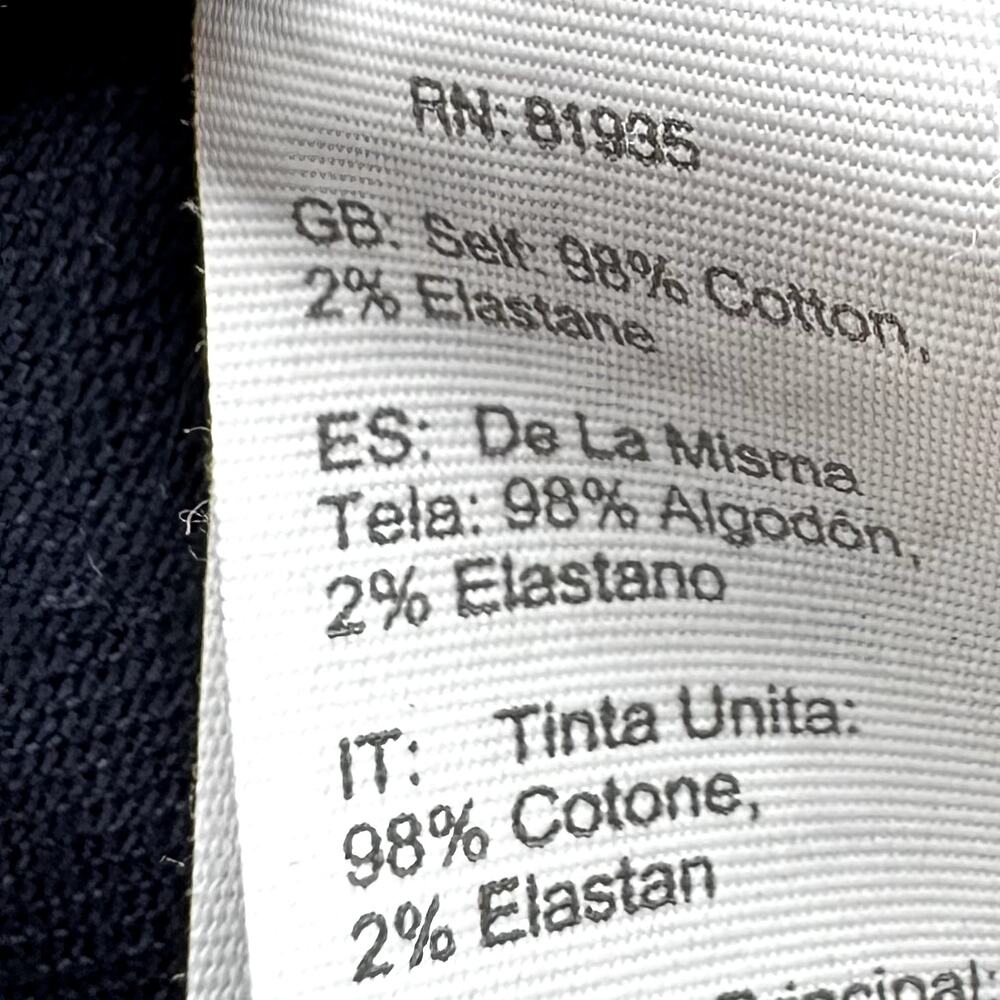 RN: 81935
GB: Self: 98% Cotton,
2% Elastane
ES: De La Misma
Tela: 98% Algodón,
2% Elastano
IT: Tinta Unita:
98% Cotone,
2% Elastan